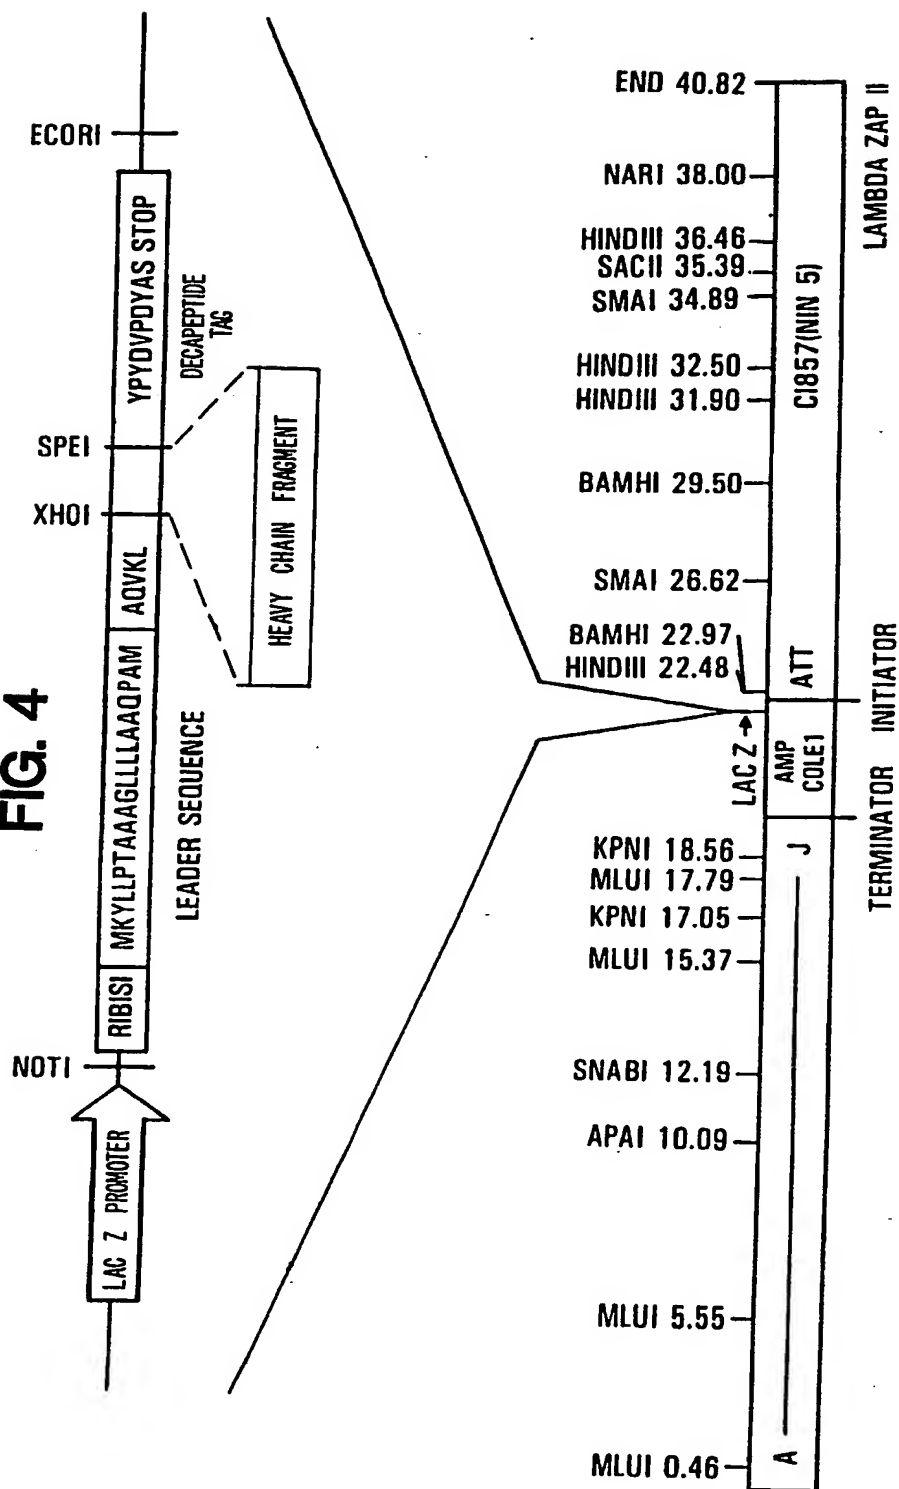 FIG. 4
LAC Z PROMOTER
NOTI
RIBISI
MKYLLPTAAAGLLLLAAQPAM
AQVKL
LEADER SEQUENCE
XHOI
SPEI
YPYDVPDYAS STOP
DECAPEPTIDE
TAG
ECORI
HEAVY CHAIN FRAGMENT
END 40.82
NARI 38.00
HINDIII 36.46
SACII 35.39
SMAI 34.89
HINDIII 32.50
HINDIII 31.90
BAMHI 29.50
SMAI 26.62
BAMHI 22.97
HINDIII 22.48
LAC Z
KPNI 18.56
MLUI 17.79
KPNI 17.05
MLUI 15.37
SNABI 12.19
APAI 10.09
MLUI 5.55
MLUI 0.46
A
J
AMP
COLE1
ATT
CI857(NIN 5)
TERMINATOR
INITIATOR
LAMBDA ZAP II